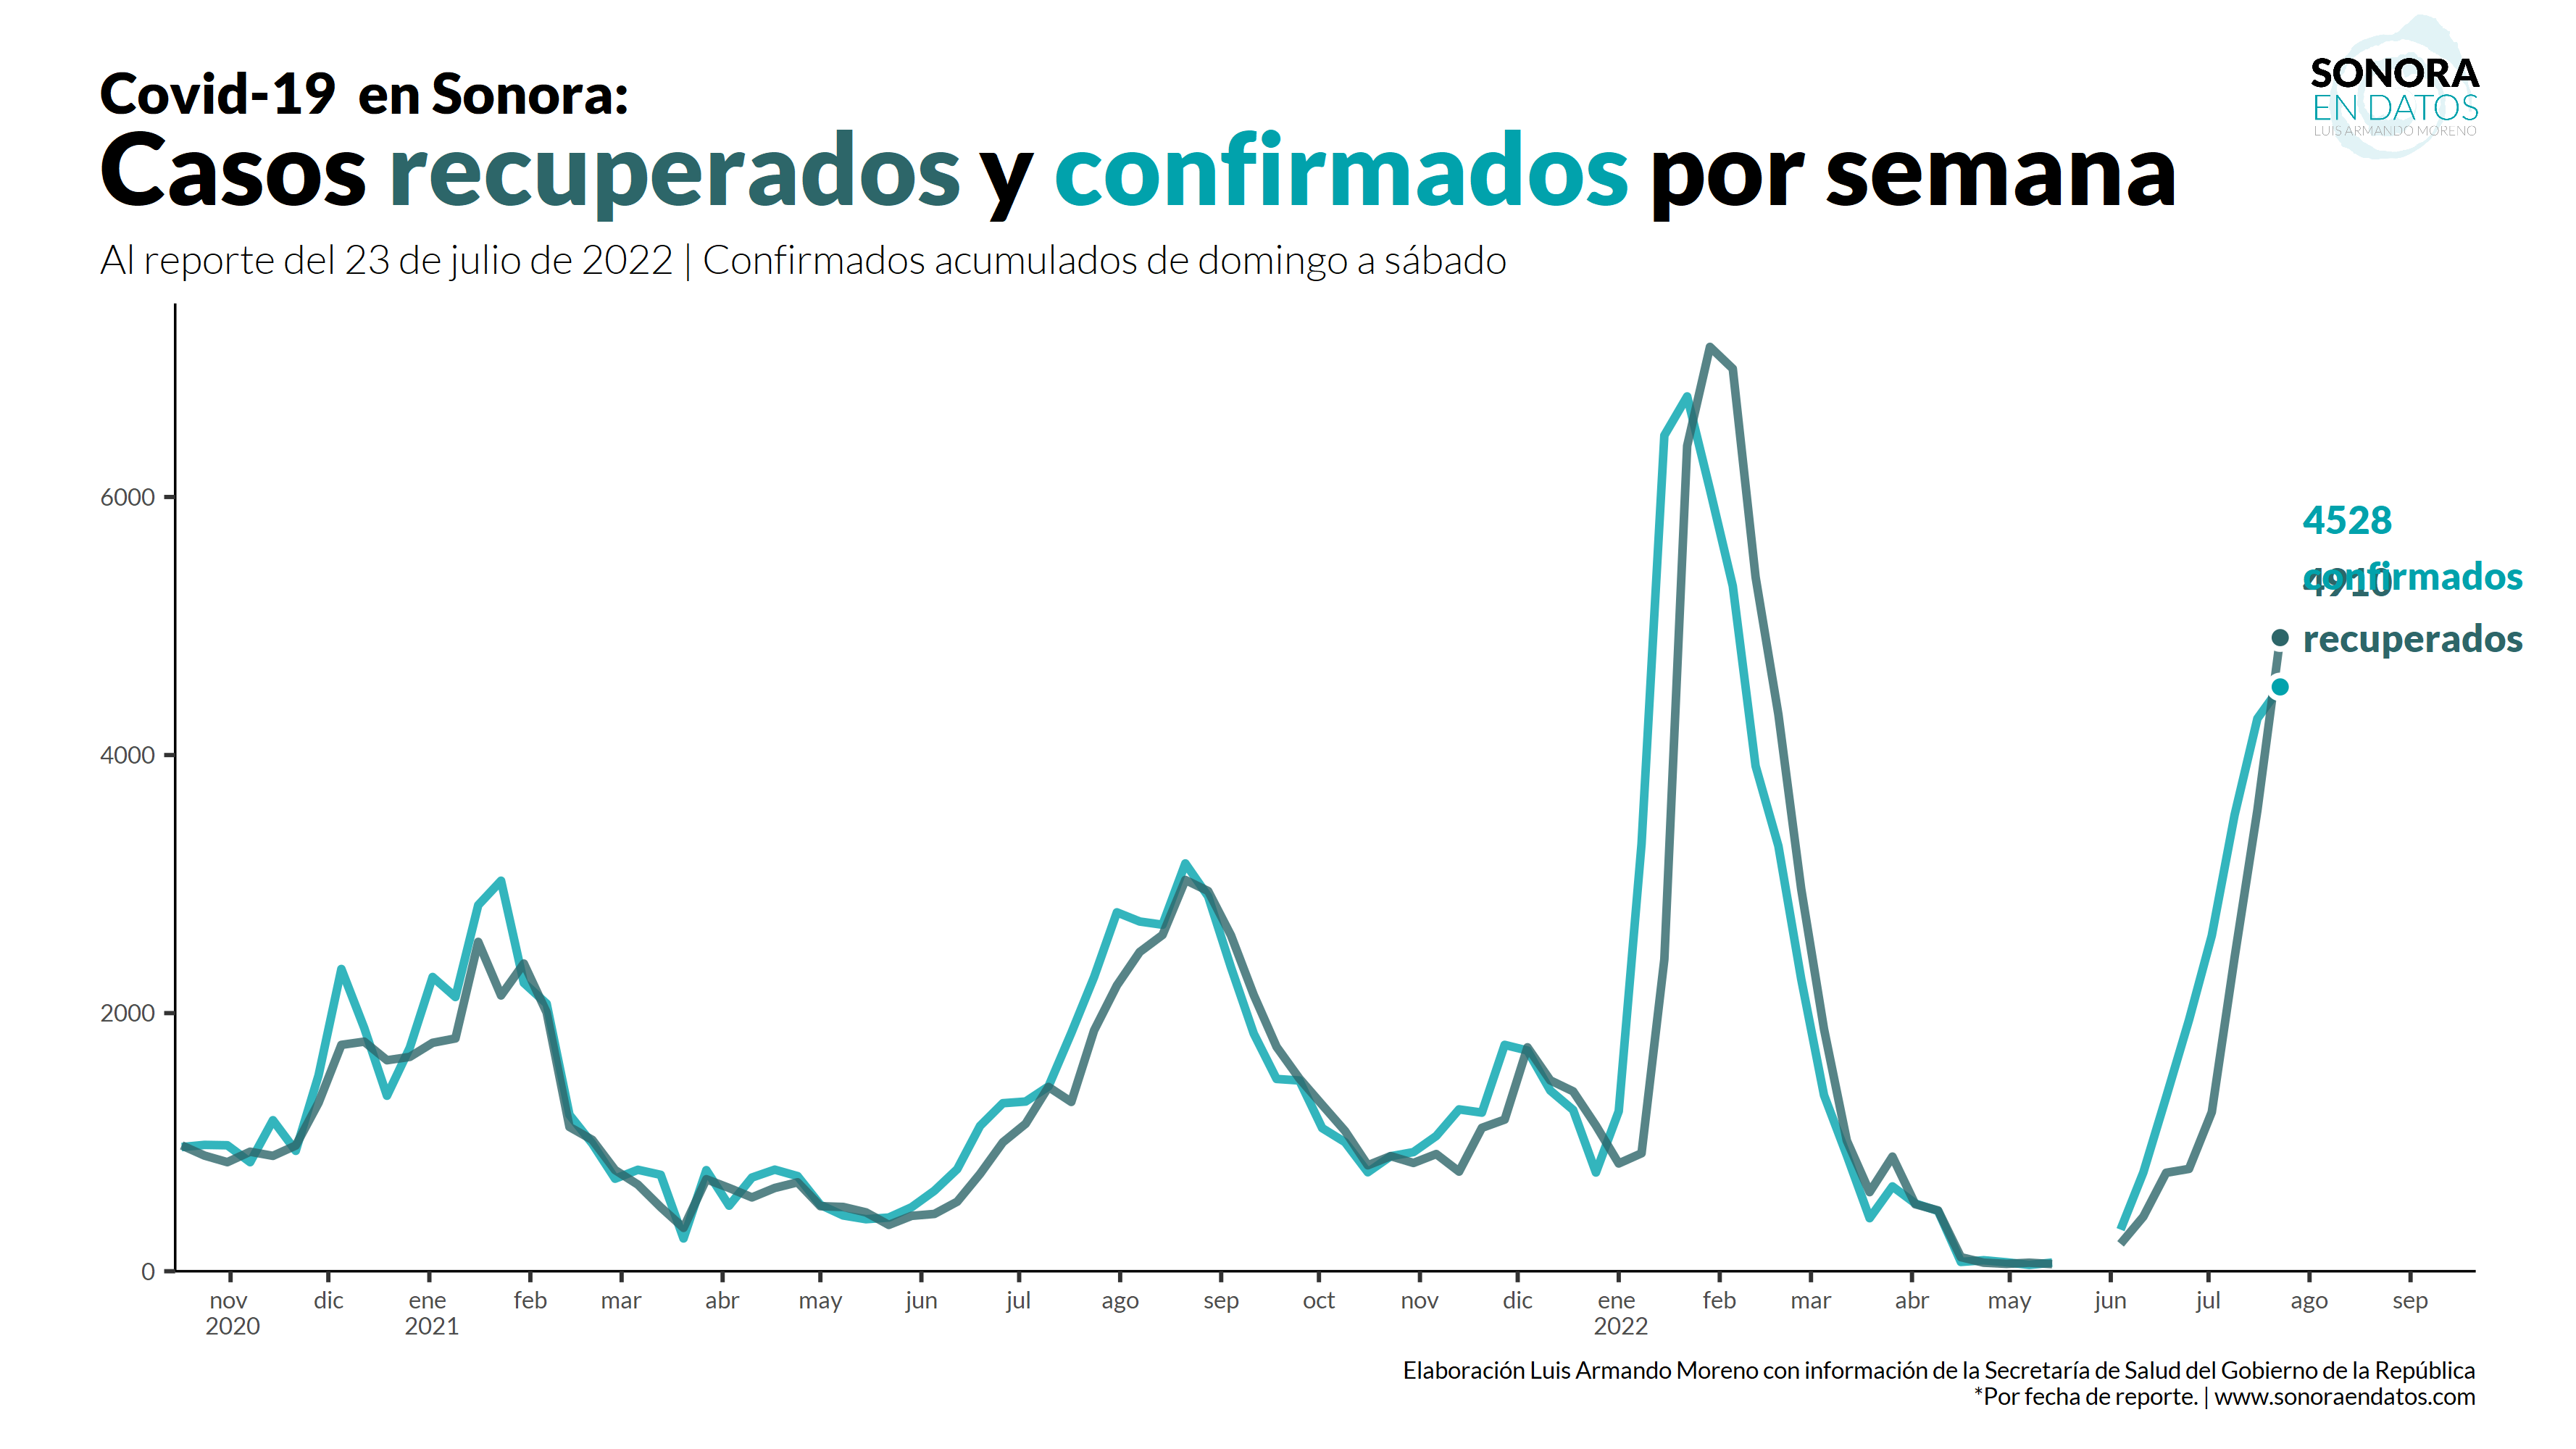 SONORA
EN DATOS
LUIS ARMANDO MORENO
Covid-19 en Sonora:
Casos recuperados y confirmados por semana
Al reporte del 23 de julio de 2022 | Confirmados acumulados de domingo a sábado
6000
4000
2000
0
4528
confirmados
4910
recuperados
nov dic ene feb mar abr may jun jul ago sep oct nov dic ene feb mar abr may jun jul ago sep
2020 2021 2022
Elaboración Luis Armando Moreno con información de la Secretaría de Salud del Gobierno de la República
*Por fecha de reporte. | www.sonoraendatos.com